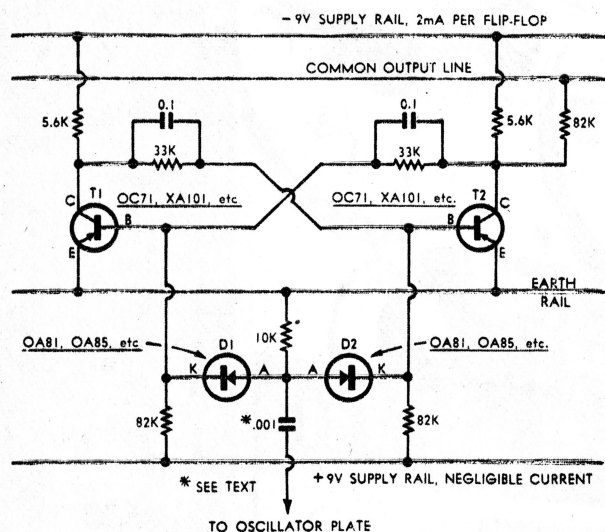 – 9V SUPPLY RAIL, 2mA PER FLIP-FLOP
COMMON OUTPUT LINE
5.6K
0.1
33K
0.1
33K
5.6K
82K
C
T1
B
E
OC71, XA101, etc
OC71, XA101, etc.
T2
C
B
E
EARTH
RAIL
OA81, OA85, etc
D1
K
A
10K
D2
A
K
OA81, OA85, etc.
82K
* .001
82K
* SEE TEXT
+ 9V SUPPLY RAIL, NEGLIGIBLE CURRENT
TO OSCILLATOR PLATE